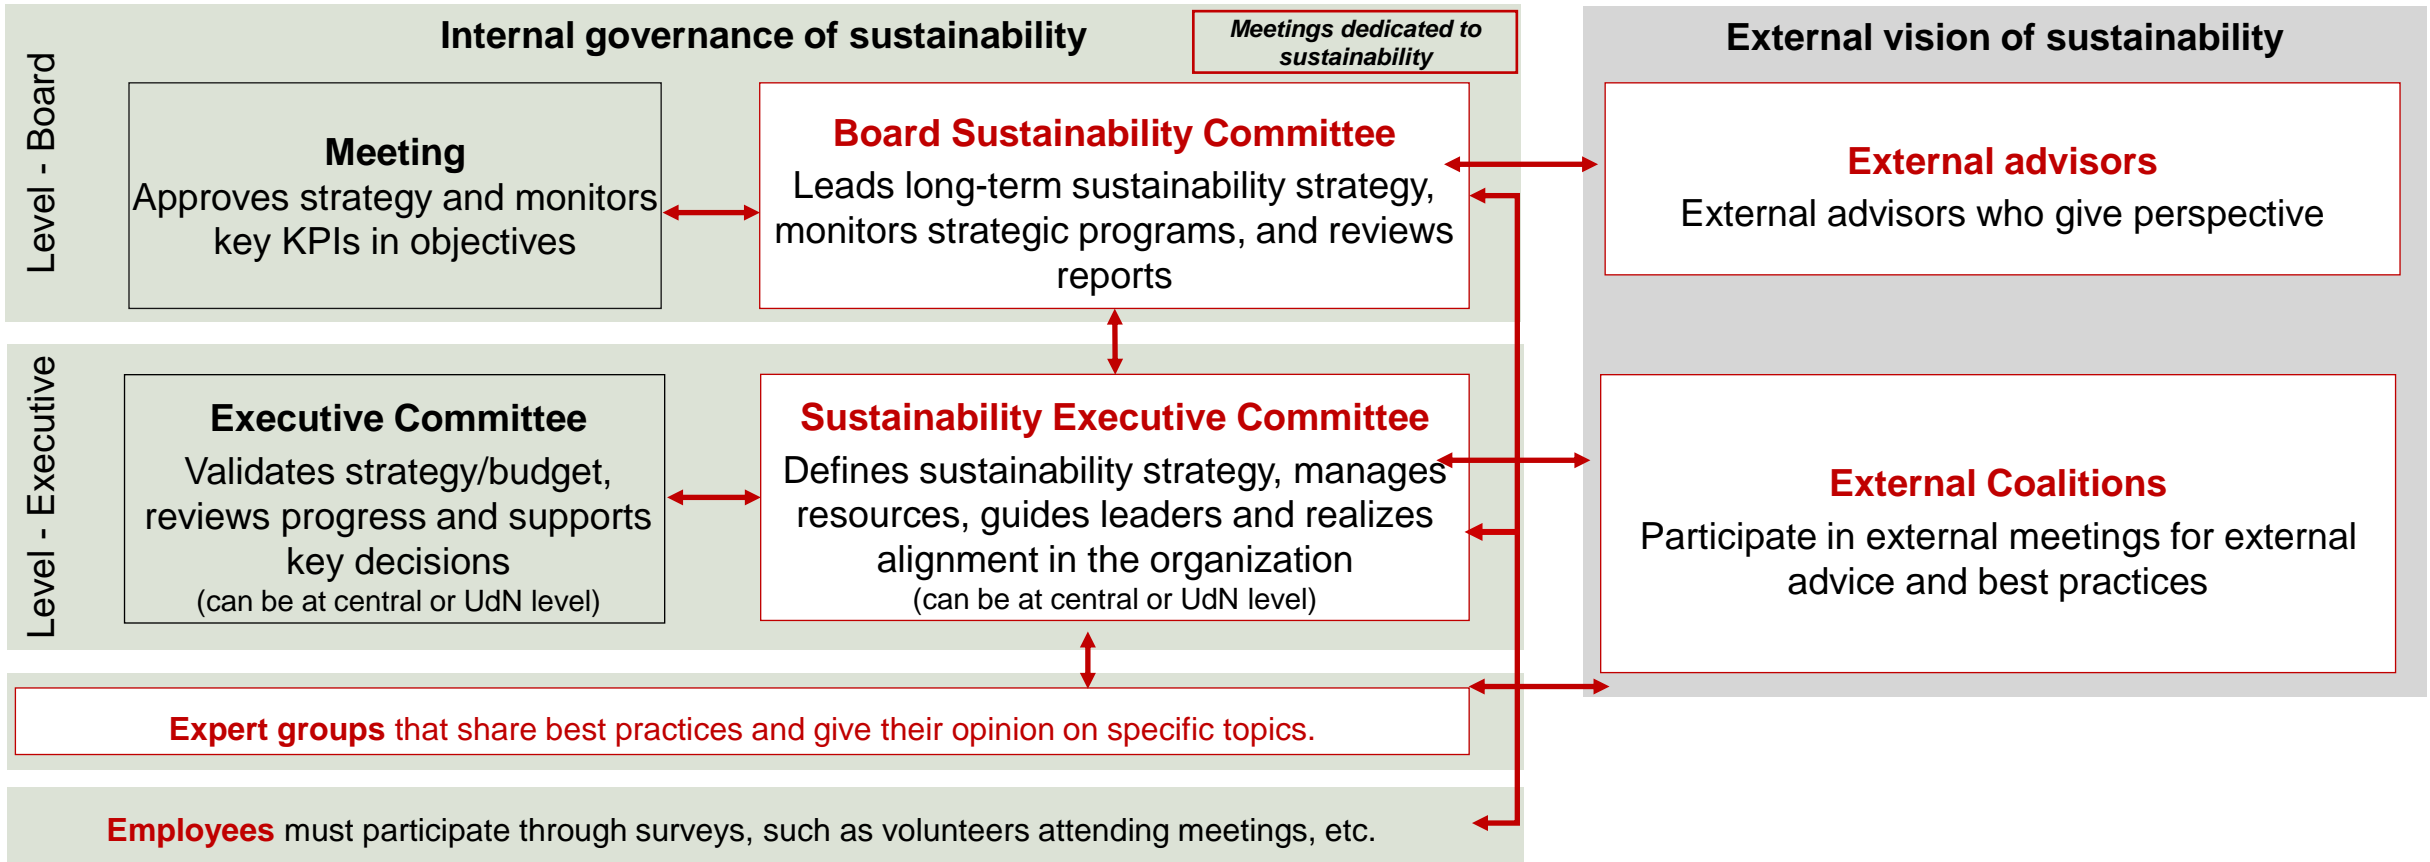 Internal governance of sustainability
Meetings dedicated to
sustainability
External vision of sustainability
Level - Board
Meeting
Approves strategy and monitors
key KPIs in objectives
Board Sustainability Committee
Leads long-term sustainability strategy,
monitors strategic programs, and reviews
reports
External advisors
External advisors who give perspective
Level - Executive
Executive Committee
Validates strategy/budget,
reviews progress and supports
key decisions
(can be at central or UdN level)
Sustainability Executive Committee
Defines sustainability strategy, manages
resources, guides leaders and realizes
alignment in the organization
(can be at central or UdN level)
External Coalitions
Participate in external meetings for external
advice and best practices
Expert groups that share best practices and give their opinion on specific topics.
Employees must participate through surveys, such as volunteers attending meetings, etc.